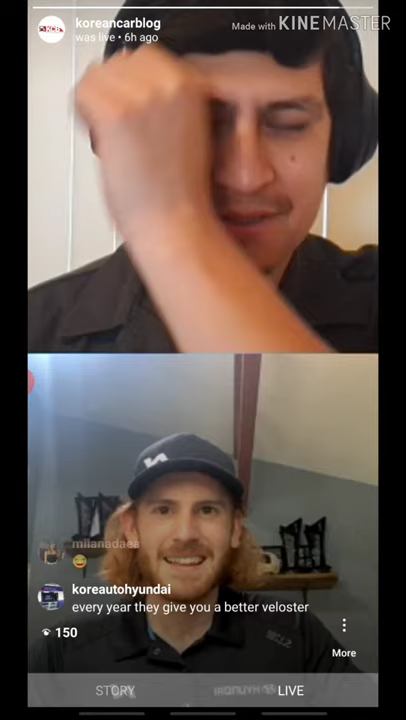 koreancarblog
was live • 6h ago
Made with KINEMASTER
KCB
milanadaea
😂
koreautohyundai
every year they give you a better veloster
150
More
STORY
LIVE